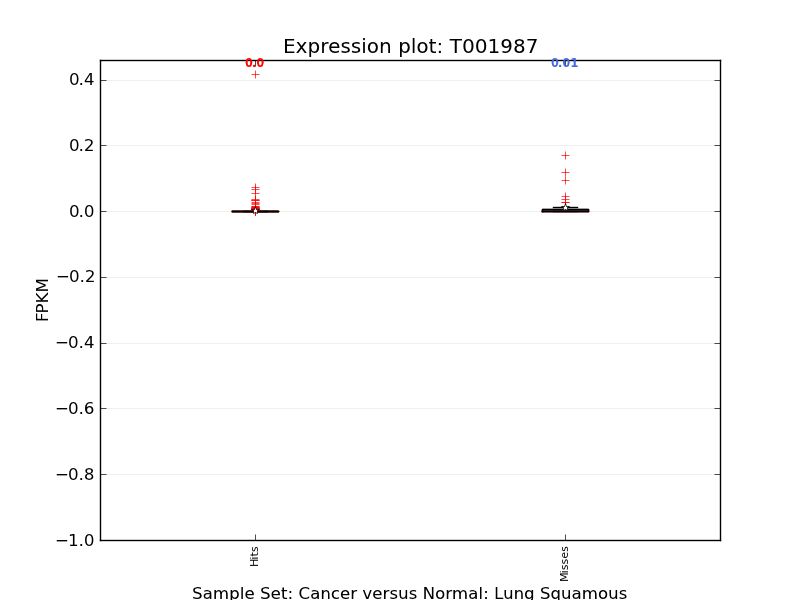 Expression plot: T001987
0.0
0.01
0.4
0.2
0.0
−0.2
−0.4
−0.6
−0.8
−1.0
FPKM
Hits
Misses
Sample Set: Cancer versus Normal: Lung Squamous